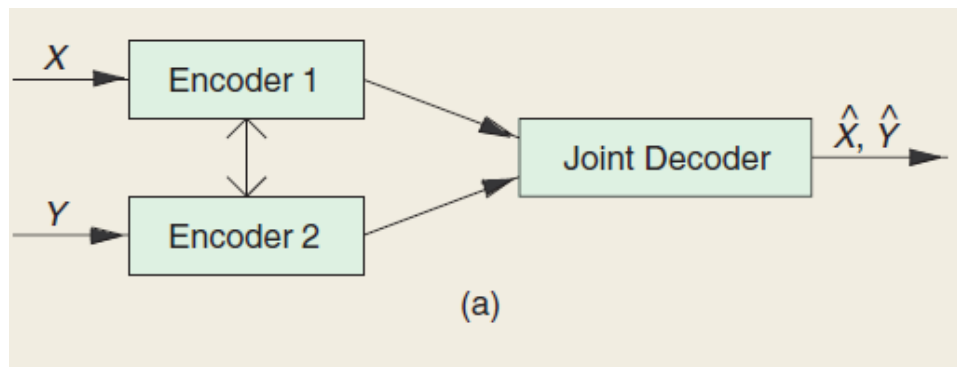 X
Encoder 1
Joint Decoder
X̂, Ŷ
Y
Encoder 2
(a)